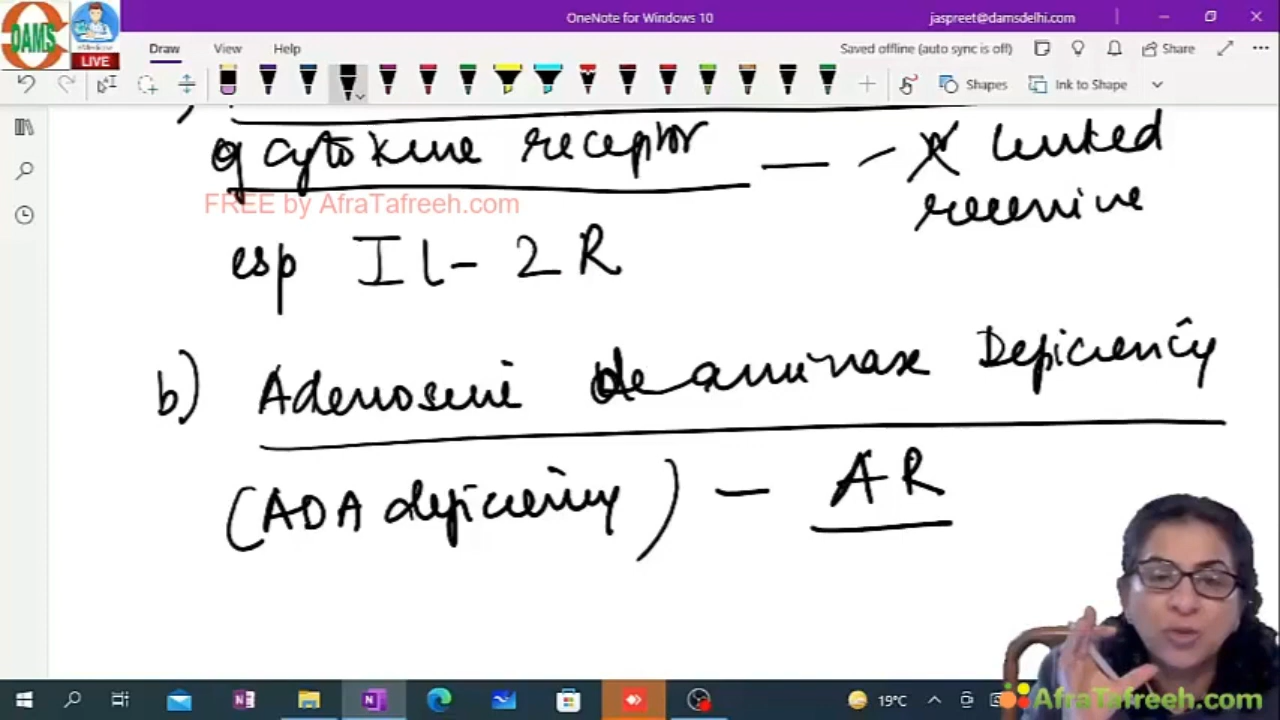 DAMS
eMedicoz
LIVE
OneNote for Windows 10
jaspreet@damsdelhi.com
Draw View Help
Saved offline (auto sync is off)
Share
Shapes
Ink to Shape
of cytokine receptor — - X linked
recessive
FREE by AfraTafreeh.com
esp IL- 2R
b) Adenosine deaminase Deficiency
(ADA deficiency) — AR
19°C
AfraTafreeh.com